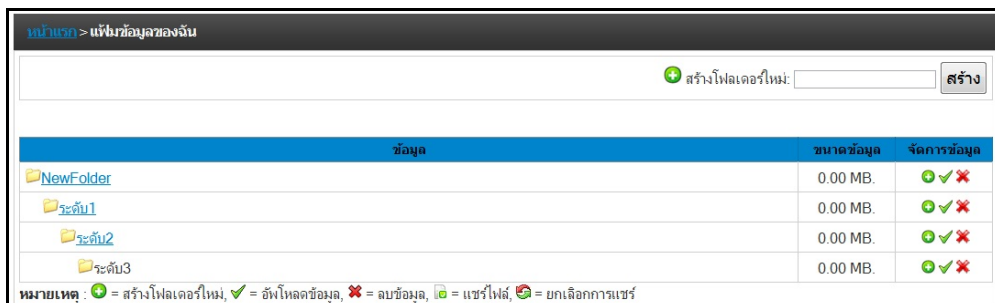 หน้าแรก > แฟ้มข้อมูลของฉัน
สร้างโฟลเดอร์ใหม่: สร้าง
ข้อมูล ขนาดข้อมูล จัดการข้อมูล
NewFolder 0.00 MB.
ระดับ1 0.00 MB.
ระดับ2 0.00 MB.
ระดับ3 0.00 MB.
หมายเหตุ : = สร้างโฟลเดอร์ใหม่, = อัพโหลดข้อมูล, = ลบข้อมูล, = แชร์ไฟล์, = ยกเลิกการแชร์